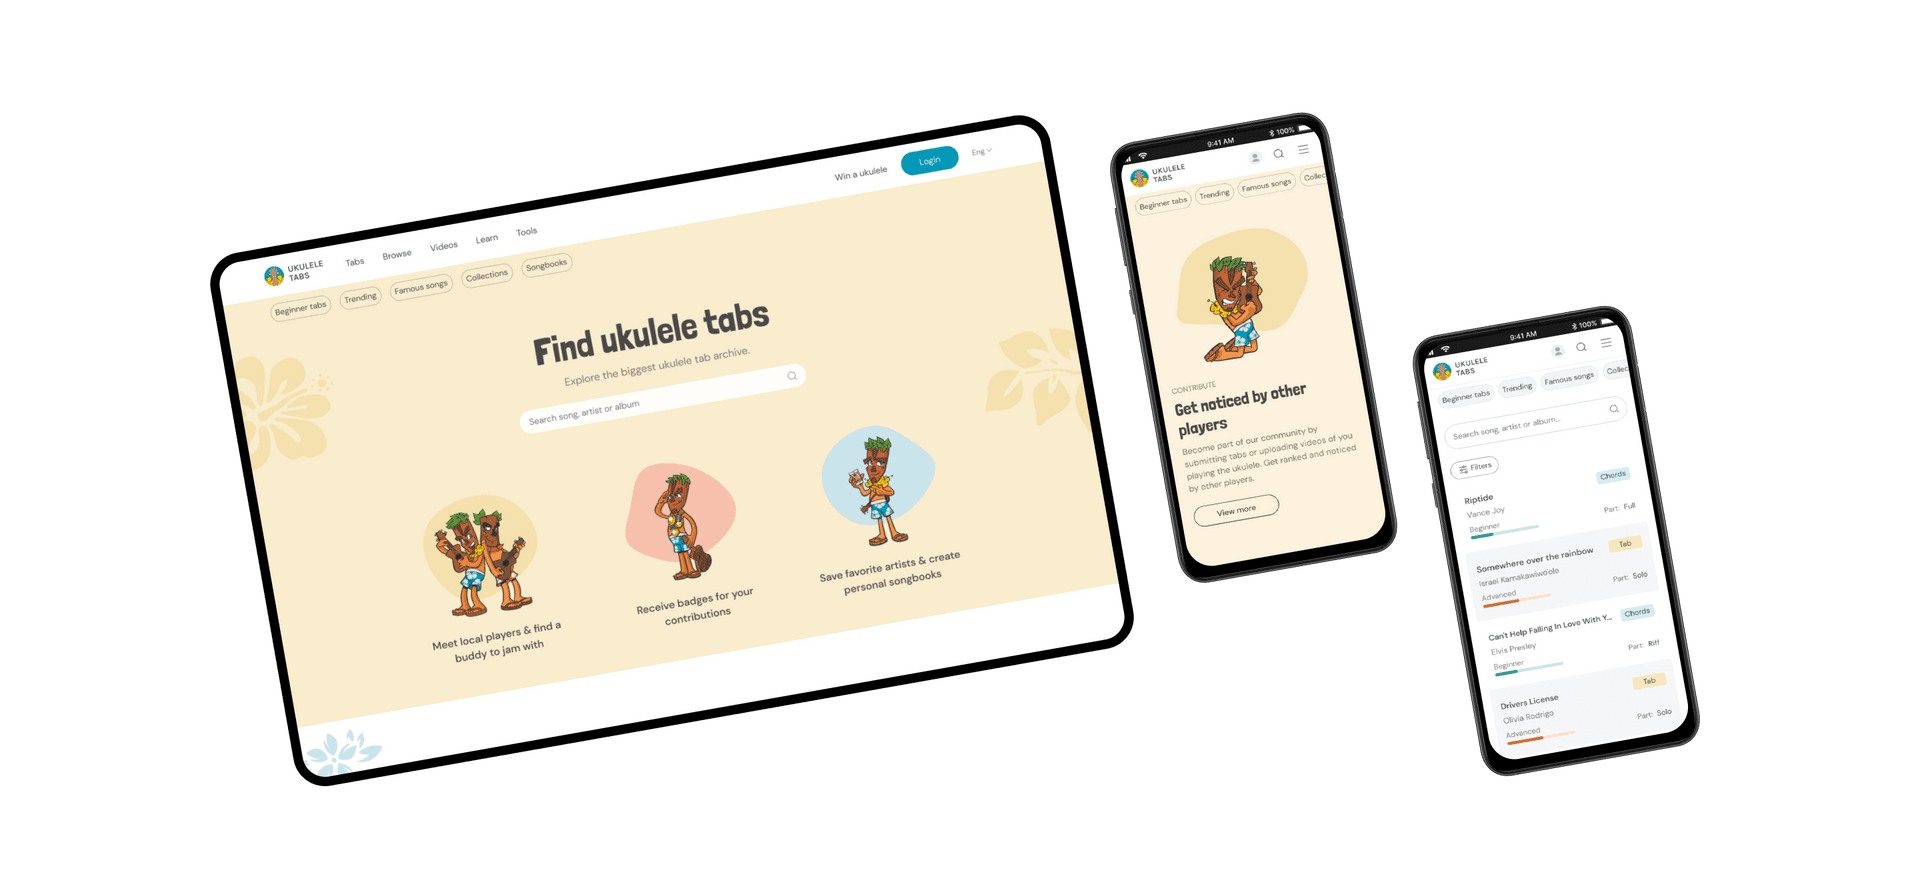 Win a ukulele
Login
Eng
UKULELE
TABS
Tabs
Browse
Videos
Learn
Tools
Beginner tabs
Trending
Famous songs
Collections
Songbooks
Find ukulele tabs
Explore the biggest ukulele tab archive.
Search song, artist or album
Meet local players & find a
buddy to jam with
Receive badges for your
contributions
Save favorite artists & create
personal songbooks
9:41 AM
100%
UKULELE
TABS
Beginner tabs
Trending
Famous songs
Collec
CONTRIBUTE
Get noticed by other
players
Become part of our community by
submitting tabs or uploading videos of you
playing the ukulele. Get ranked and noticed
by other players.
View more
9:41 AM
100%
UKULELE
TABS
Beginner tabs
Trending
Famous songs
Collec
Search song, artist or album...
Filters
Chords
Riptide
Vance Joy
Beginner
Part: Full
Tab
Somewhere over the rainbow
Israel Kamakawiwoole
Advanced
Part: Solo
Chords
Can't Help Falling In Love With Y...
Elvis Presley
Beginner
Part: Riff
Tab
Drivers License
Olivia Rodrigo
Advanced
Part: Solo